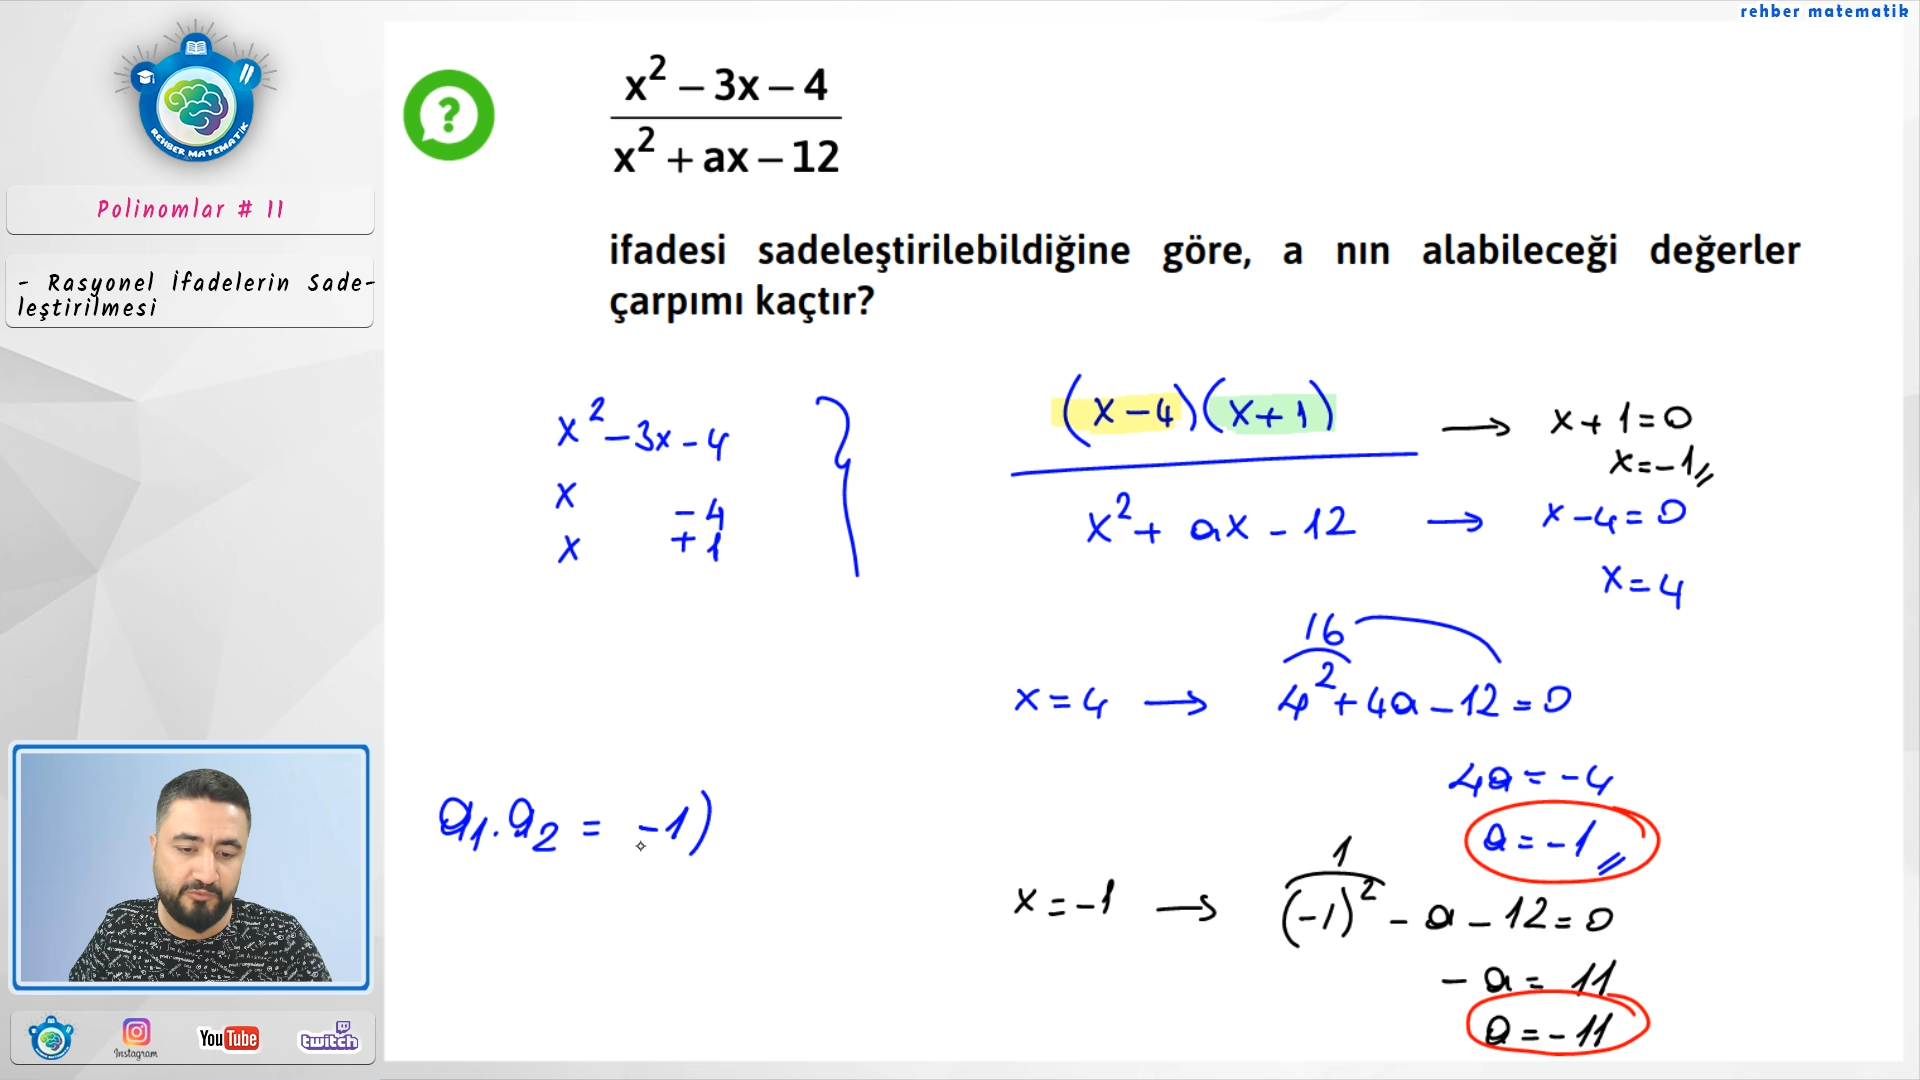 rehber matematik
REHBER MATEMATİK
Polinomlar # 11
- Rasyonel İfadelerin Sade-
leştirilmesi
?
x² – 3x – 4
x² + ax – 12
ifadesi sadeleştirilebildiğine göre, a nın alabileceği değerler
çarpımı kaçtır?
x² – 3x – 4
x – 4
x + 1
(x – 4)(x + 1)
x² + ax – 12
→ x + 1 = 0
x = –1
→ x – 4 = 0
x = 4
16
x = 4 → 4² + 4a – 12 = 0
4a = –4
a = –1
a₁ . a₂ = –1)
1
x = –1 → (–1)² – a – 12 = 0
– a = 11
a = –11
Instagram
YouTube
twitch